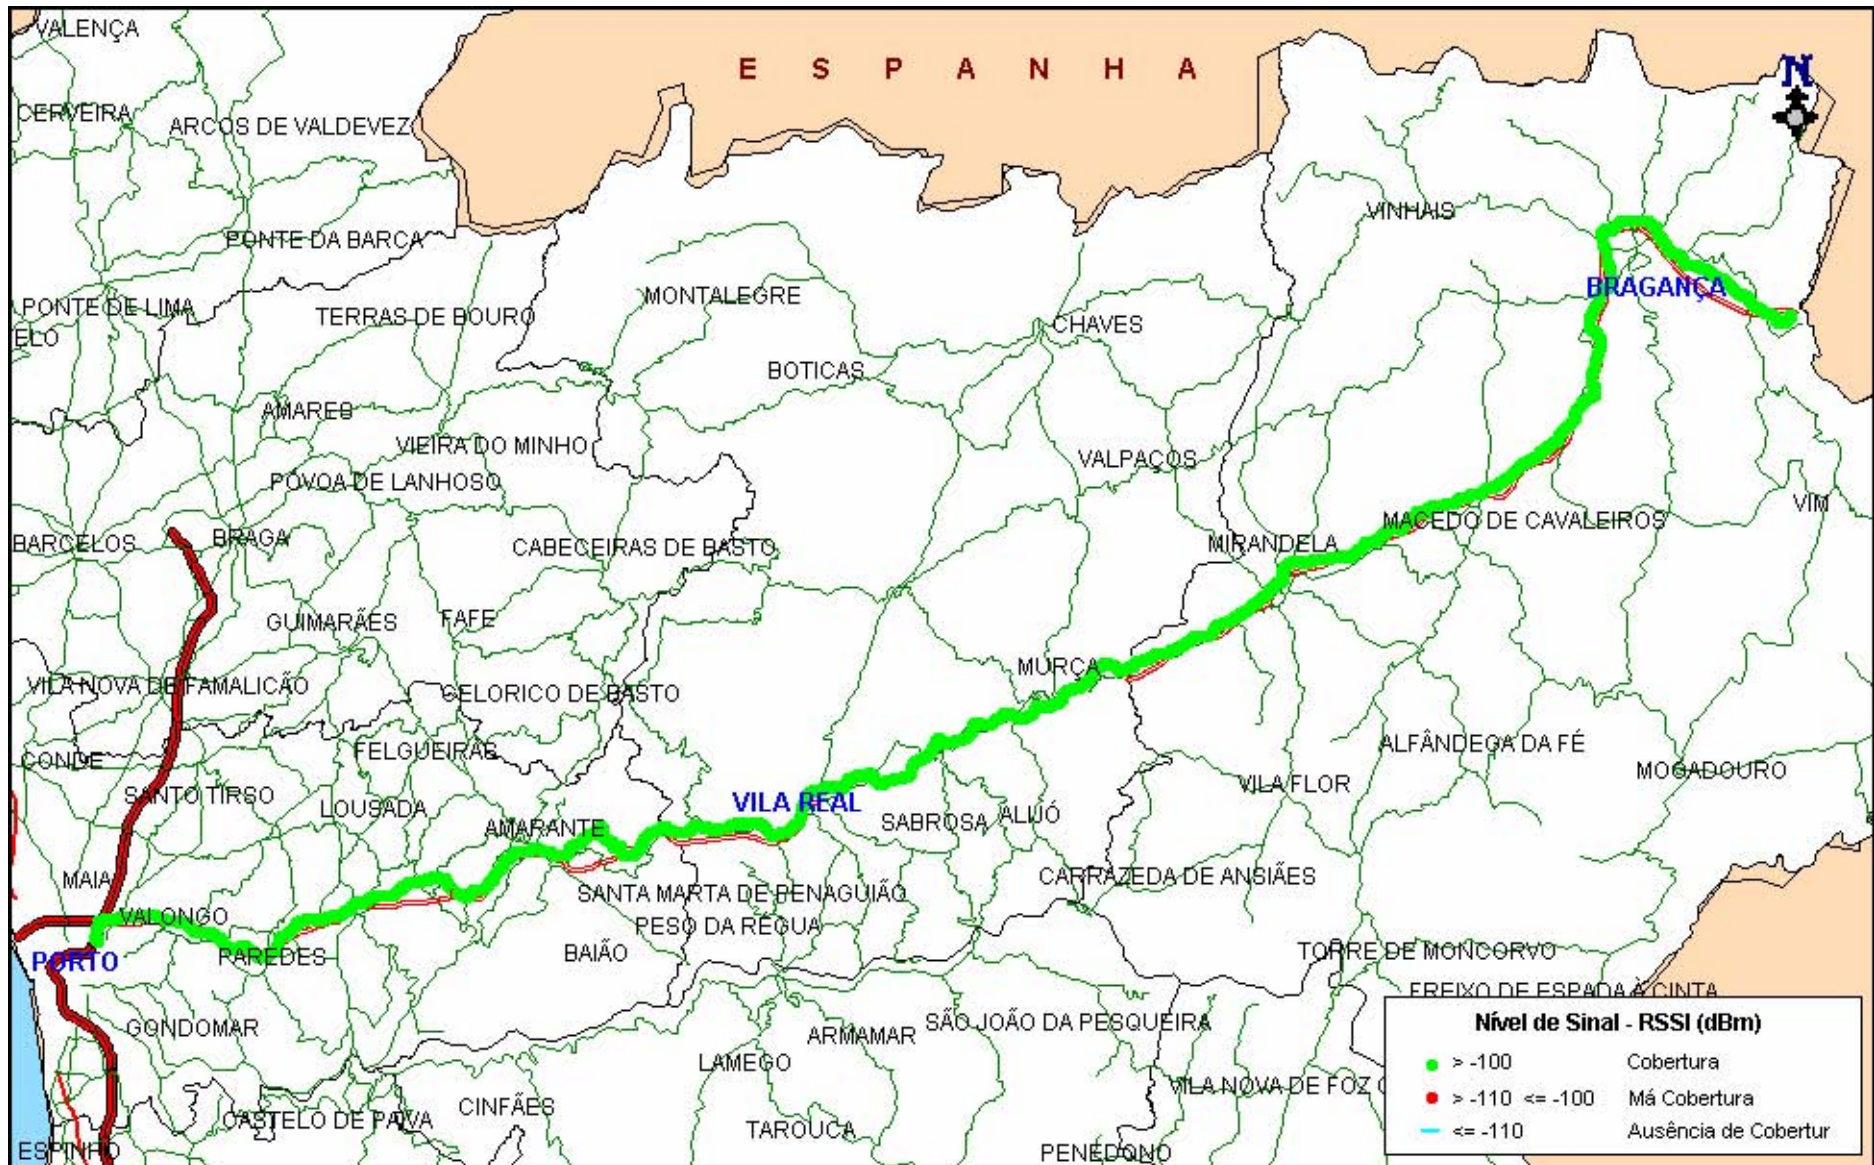 VALENÇA
E S P A N H A
N
CERVEIRA
ARCOS DE VALDEVEZ
VINHAIS
PONTE DA BARCA
BRAGANÇA
MONTALEGRE
PONTE DE LIMA
TERRAS DE BOURO
CHAVES
ELO
BOTICAS
AMARES
VIEIRA DO MINHO
VALPAÇOS
PÓVOA DE LANHOSO
VIM
MACEDO DE CAVALEIROS
BRAGA
BARCELOS
CABECEIRAS DE BASTO
MIRANDELA
GUIMARÃES
FAFE
MURÇA
VILA NOVA DE FAMALICÃO
CELORICO DE BASTO
ALFÂNDEGA DA FÉ
FELGUEIRAS
CONDE
MOGADOURO
VILA FLOR
SANTO TIRSO
VILA REAL
LOUSADA
ALIJÓ
SABROSA
AMARANTE
MAIA
CARRAZEDA DE ANSIÃES
SANTA MARTA DE PENAGUIÃO
VALONGO
PESO DA REGUA
BAIÃO
TORRE DE MONCORVO
PAREDES
PORTO
FREIXO DE ESPADA À CINTA
SÃO JOÃO DA PESQUEIRA
GONDOMAR
ARMAMAR
LAMEGO
VILA NOVA DE FOZ
CINFÃES
CASTELO DE PAIVA
TAROUCA
ESPINHO
PENEDONO
Nível de Sinal - RSSI (dBm)
> -100 Cobertura
> -110 <= -100 Má Cobertura
<= -110 Ausência de Cobertur